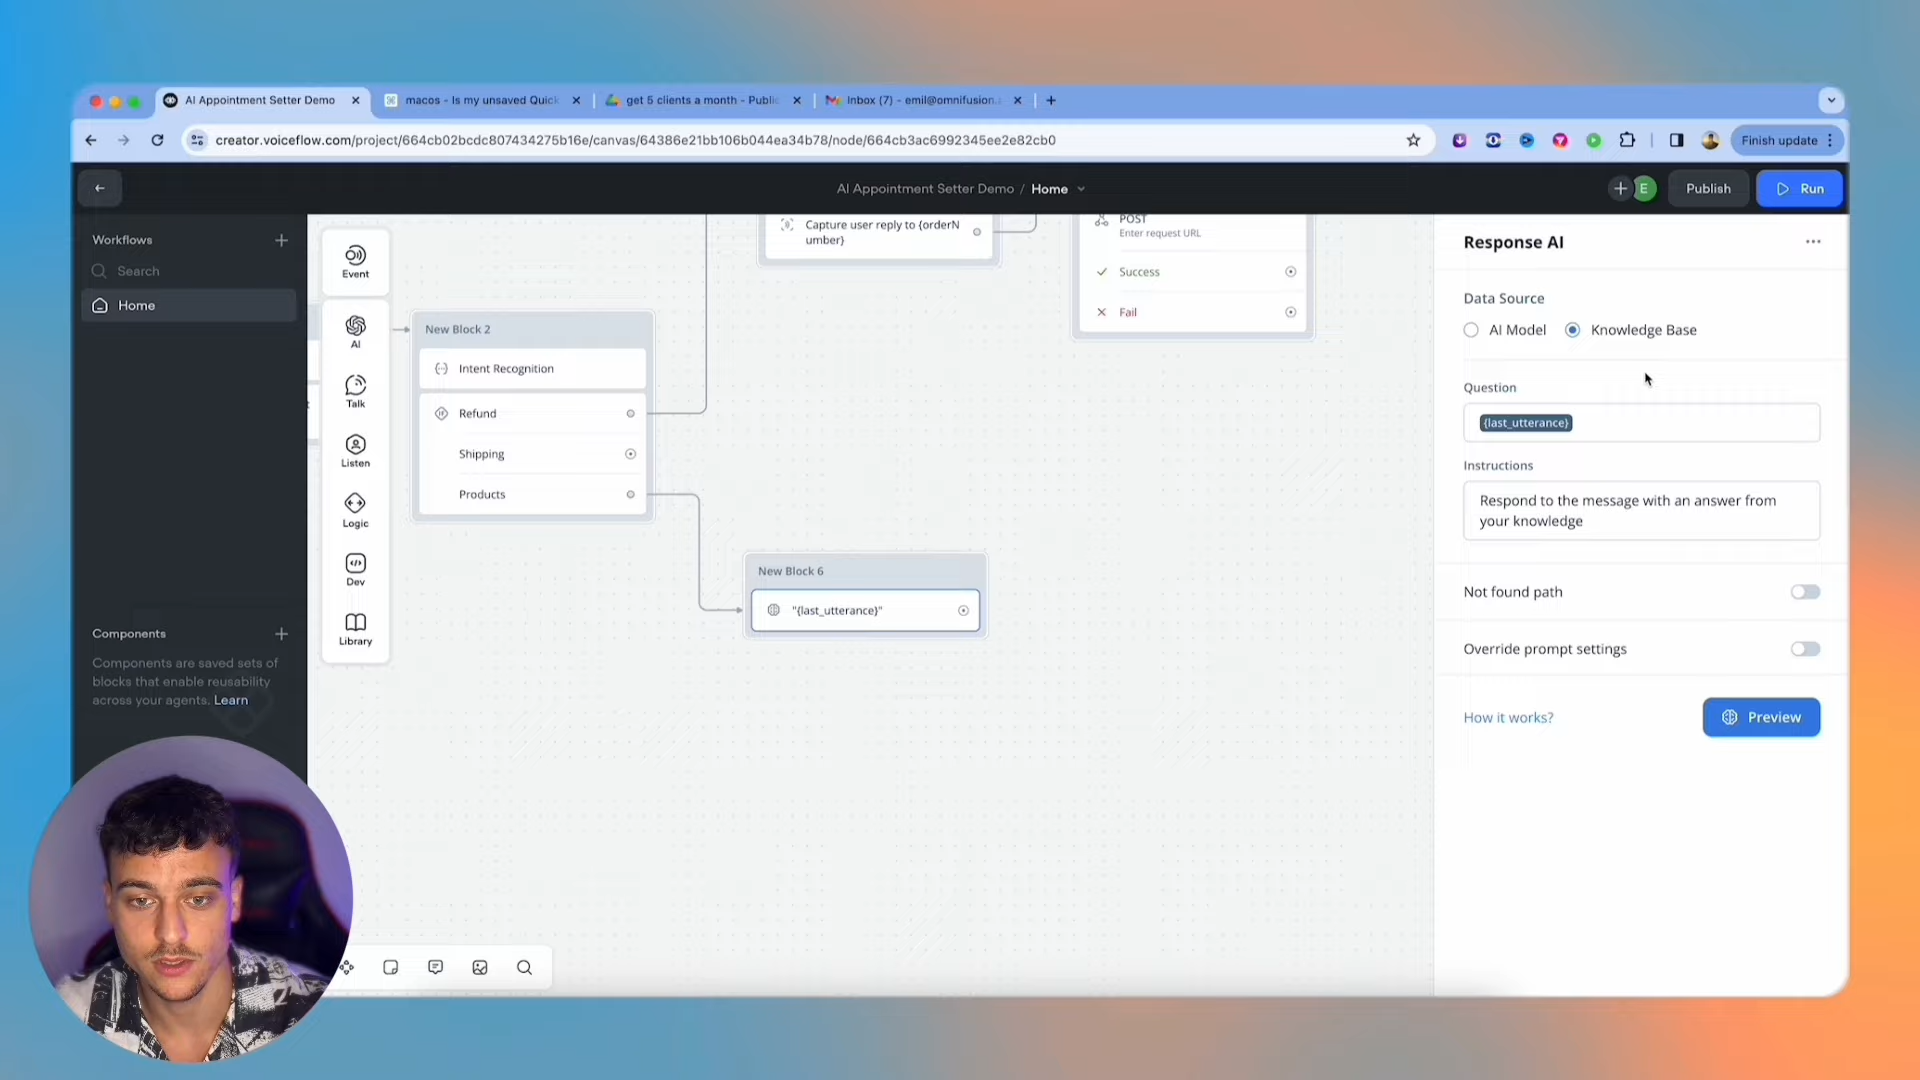 AI Appointment Setter Demo
macos - Is my unsaved Quick
get 5 clients a month - Public
Inbox (7) - emil@omnifusion.
creator.voiceflow.com/project/664cb02bcdc807434275b16e/canvas/64386e21bb106b044ea34b78/node/664cb3ac6992345ee2e82cb0
Finish update
AI Appointment Setter Demo / Home
E
Publish
Run
Workflows
Search
Home
Components
Components are saved sets of
blocks that enable reusability
across your agents. Learn
Event
AI
Talk
Listen
Logic
Dev
Library
New Block 2
Intent Recognition
Refund
Shipping
Products
Capture user reply to {orderN
umber}
POST
Enter request URL
Success
Fail
New Block 6
"{last_utterance}"
Response AI
Data Source
AI Model
Knowledge Base
Question
{last_utterance}
Instructions
Respond to the message with an answer from
your knowledge
Not found path
Override prompt settings
How it works?
Preview